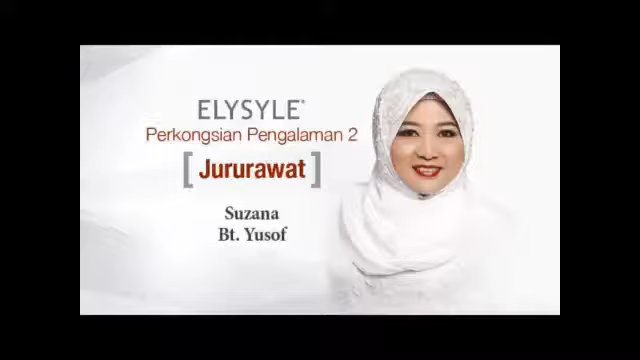 ELYSYLE®
Perkongsian Pengalaman 2
[ Jururawat ]
Suzana
Bt. Yusof